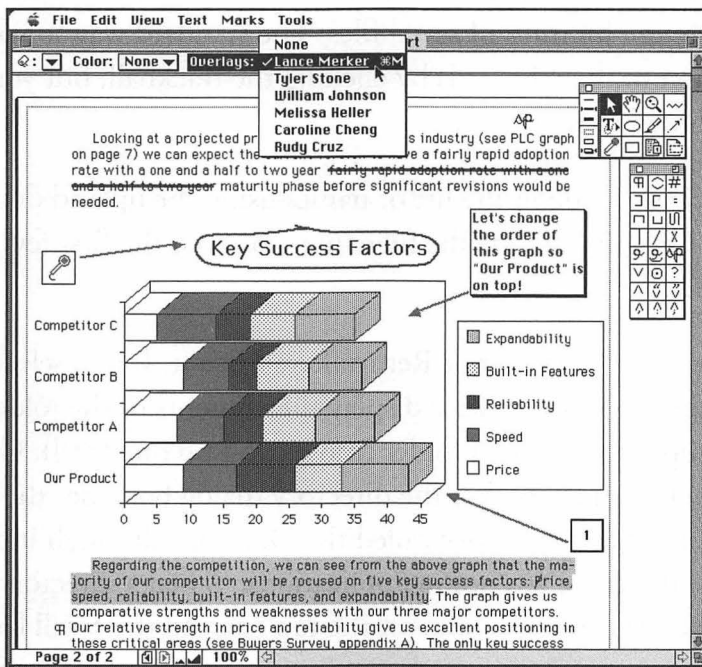 File Edit View Text Marks Tools
rt
Color: None Overlays:
None
✓Lance Merker ⌘M
Tyler Stone
William Johnson
Melissa Heller
Caroline Cheng
Rudy Cruz
Looking at a projected pr s industry (see PLC graph
on page 7) we can expect the ve a fairly rapid adoption
rate with a one and a half to two year fairly rapid adoption rate with a one
and a half to two year maturity phase before significant revisions would be
needed.
Key Success Factors
Let's change
the order of
this graph so
"Our Product" is
on top!
Competitor C
Competitor B
Competitor A
Our Product
0 5 10 15 20 25 30 35 40 45
Expandability
Built-in Features
Reliability
Speed
Price
1
Regarding the competition, we can see from the above graph that the ma-
jority of our competition will be focused on five key success factors: Price,
speed, reliability, built-in features, and expandability. The graph gives us
comparative strengths and weaknesses with our three major competitors.
Our relative strength in price and reliability give us excellent positioning in
these critical areas (see Buyers Survey, appendix A). The only key success
Page 2 of 2 100%